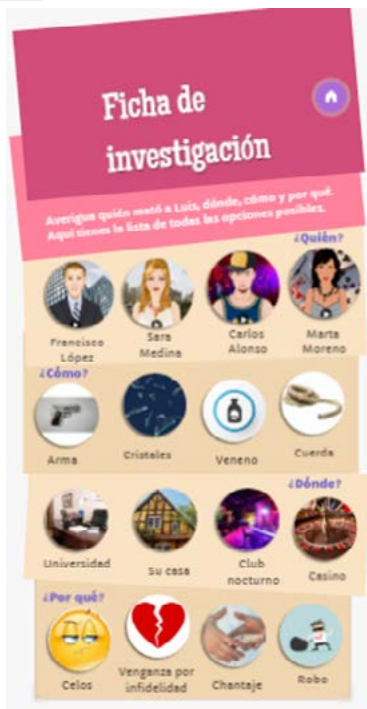 Ficha de
investigación
Averigua quién mató a Luis, dónde, cómo y por qué.
Aquí tienes la lista de todas las opciones posibles.
¿Quién?
Francisco
López
Sara
Medina
Carlos
Alonso
Marta
Moreno
¿Cómo?
Arma
Cristales
Veneno
Cuerda
¿Dónde?
Universidad
Su casa
Club
nocturno
Casino
¿Por qué?
Celos
Venganza por
infidelidad
Chantaje
Robo